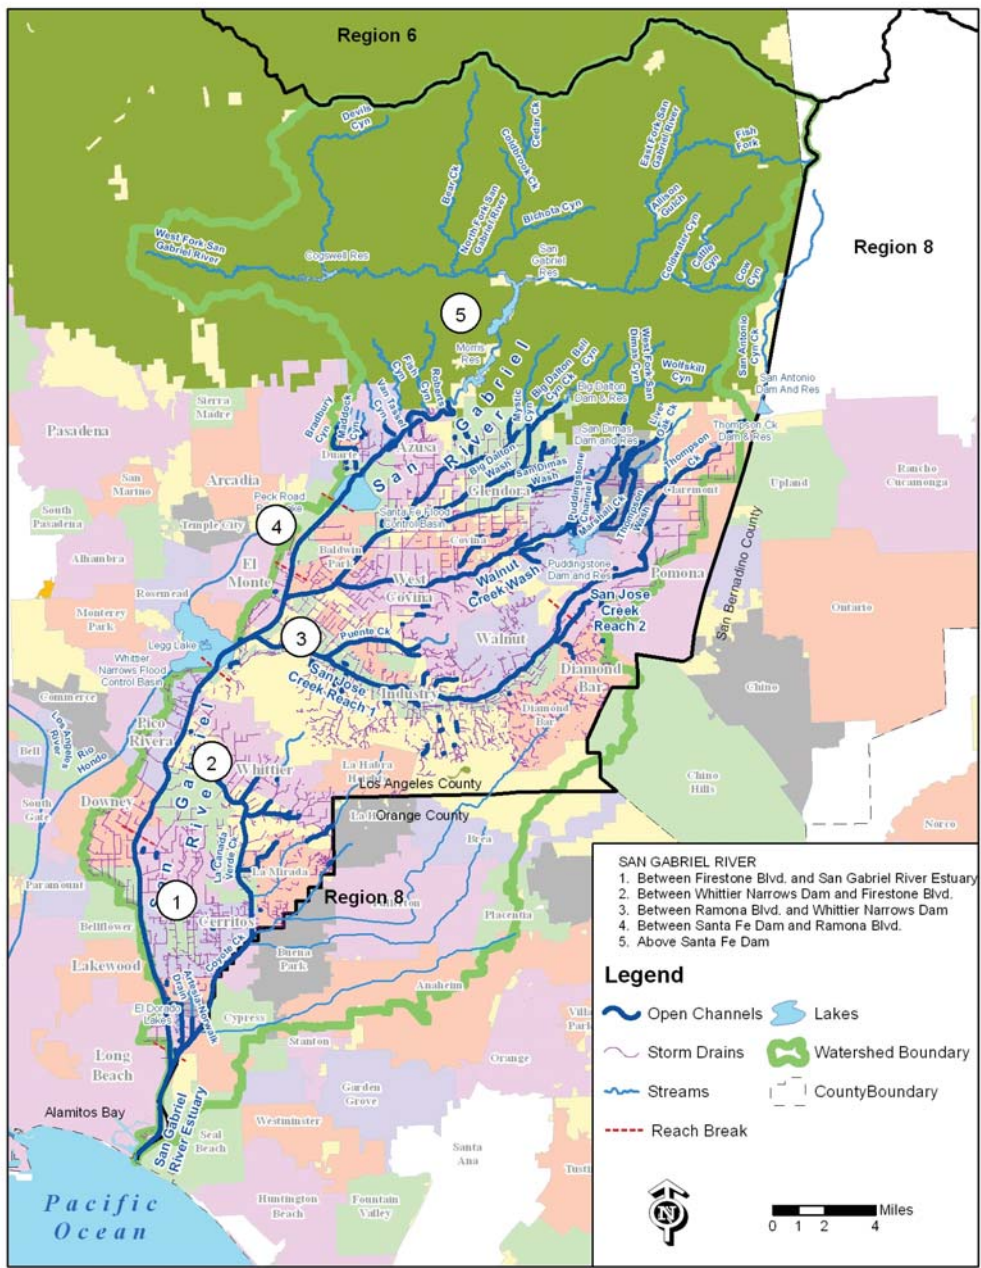 Region 6
Devils
Cyn
Cedar Ck
Coldbrook Ck
Bear Ck
East Fork San
Gabriel River
Fish
Fork
North Fork San
Gabriel River
Allison
Gulch
Bichota Cyn
West Fork San
Gabriel River
Cogswell Res
San
Gabriel
Res
Coldwater Cyn
Cattle
Cyn
Cow
Cyn
Region 8
5
Morris
Res
Fish
Cyn
Roberts
Van Tassel
Cyn
Maddock
Cyn
Bradbury
Cyn
Mystic
Cyn
Big Dalton
Cyn Ck
Bell
Cyn
West Fork San
Dimas Cyn
Wolfskill
Cyn
San Antonio
Cyn Ck
San Antonio
Dam And Res
Big Dalton
Dam & Res
San Dimas
Dam and Res
Live
Oak Ck
Thompson Ck
Dam & Res
Thompson
Ck
Sierra
Madre
Pasadena
Duarte
Azusa
San Gabriel River
Big Dalton
Wash
San Dimas
Wash
Glendora
Claremont
Upland
Rancho
Cucamonga
San
Marino
Arcadia
Peck Road
South
Pasadena
Temple City
4
Santa Fe Flood
Control Basin
Puddingstone
Channel
Marshall Ck
Thompson
Wash
Covina
Baldwin
Park
Alhambra
El
Monte
Rosemead
West
Covina
Walnut
Creek Wash
Puddingstone
Dam and Res
Pomona
San Bernadino County
Ontario
Monterey
Park
San Jose
Creek
Reach 2
3
Puente Ck
Walnut
Legg Lake
Whittier
Narrows Flood
Control Basin
San Jose
Creek Reach 1
Industry
Diamond
Bar
Diamond
Bar
Chino
Commerce
Los Angeles
River
Rio
Hondo
Bell
Pico
Rivera
San Gabriel River
2
Whittier
La Habra
Heights
Los Angeles County
Orange County
Chino
Hills
South
Gate
Downey
La Canada
Verde Ck
La Mirada
Brea
Norco
Paramount
1
Region 8
Fullerton
Placentia
Bellflower
Cerritos
Coyote Ck
Buena
Park
Lakewood
Artesia-Norwalk
Drain
Anaheim
El Dorado
Lakes
Cypress
Stanton
Villa
Park
Long
Beach
Orange
Garden
Grove
Alamitos Bay
San Gabriel
River Estuary
Seal
Beach
Westminster
Santa
Ana
Tusti
Huntington
Beach
Fountain
Valley
Pacific
Ocean
SAN GABRIEL RIVER
1. Between Firestone Blvd. and San Gabriel River Estuary
2. Between Whittier Narrows Dam and Firestone Blvd.
3. Between Ramona Blvd. and Whittier Narrows Dam
4. Between Santa Fe Dam and Ramona Blvd.
5. Above Santa Fe Dam
Legend
Open Channels
Lakes
Storm Drains
Watershed Boundary
Streams
CountyBoundary
Reach Break
N
Miles
0 1 2 4